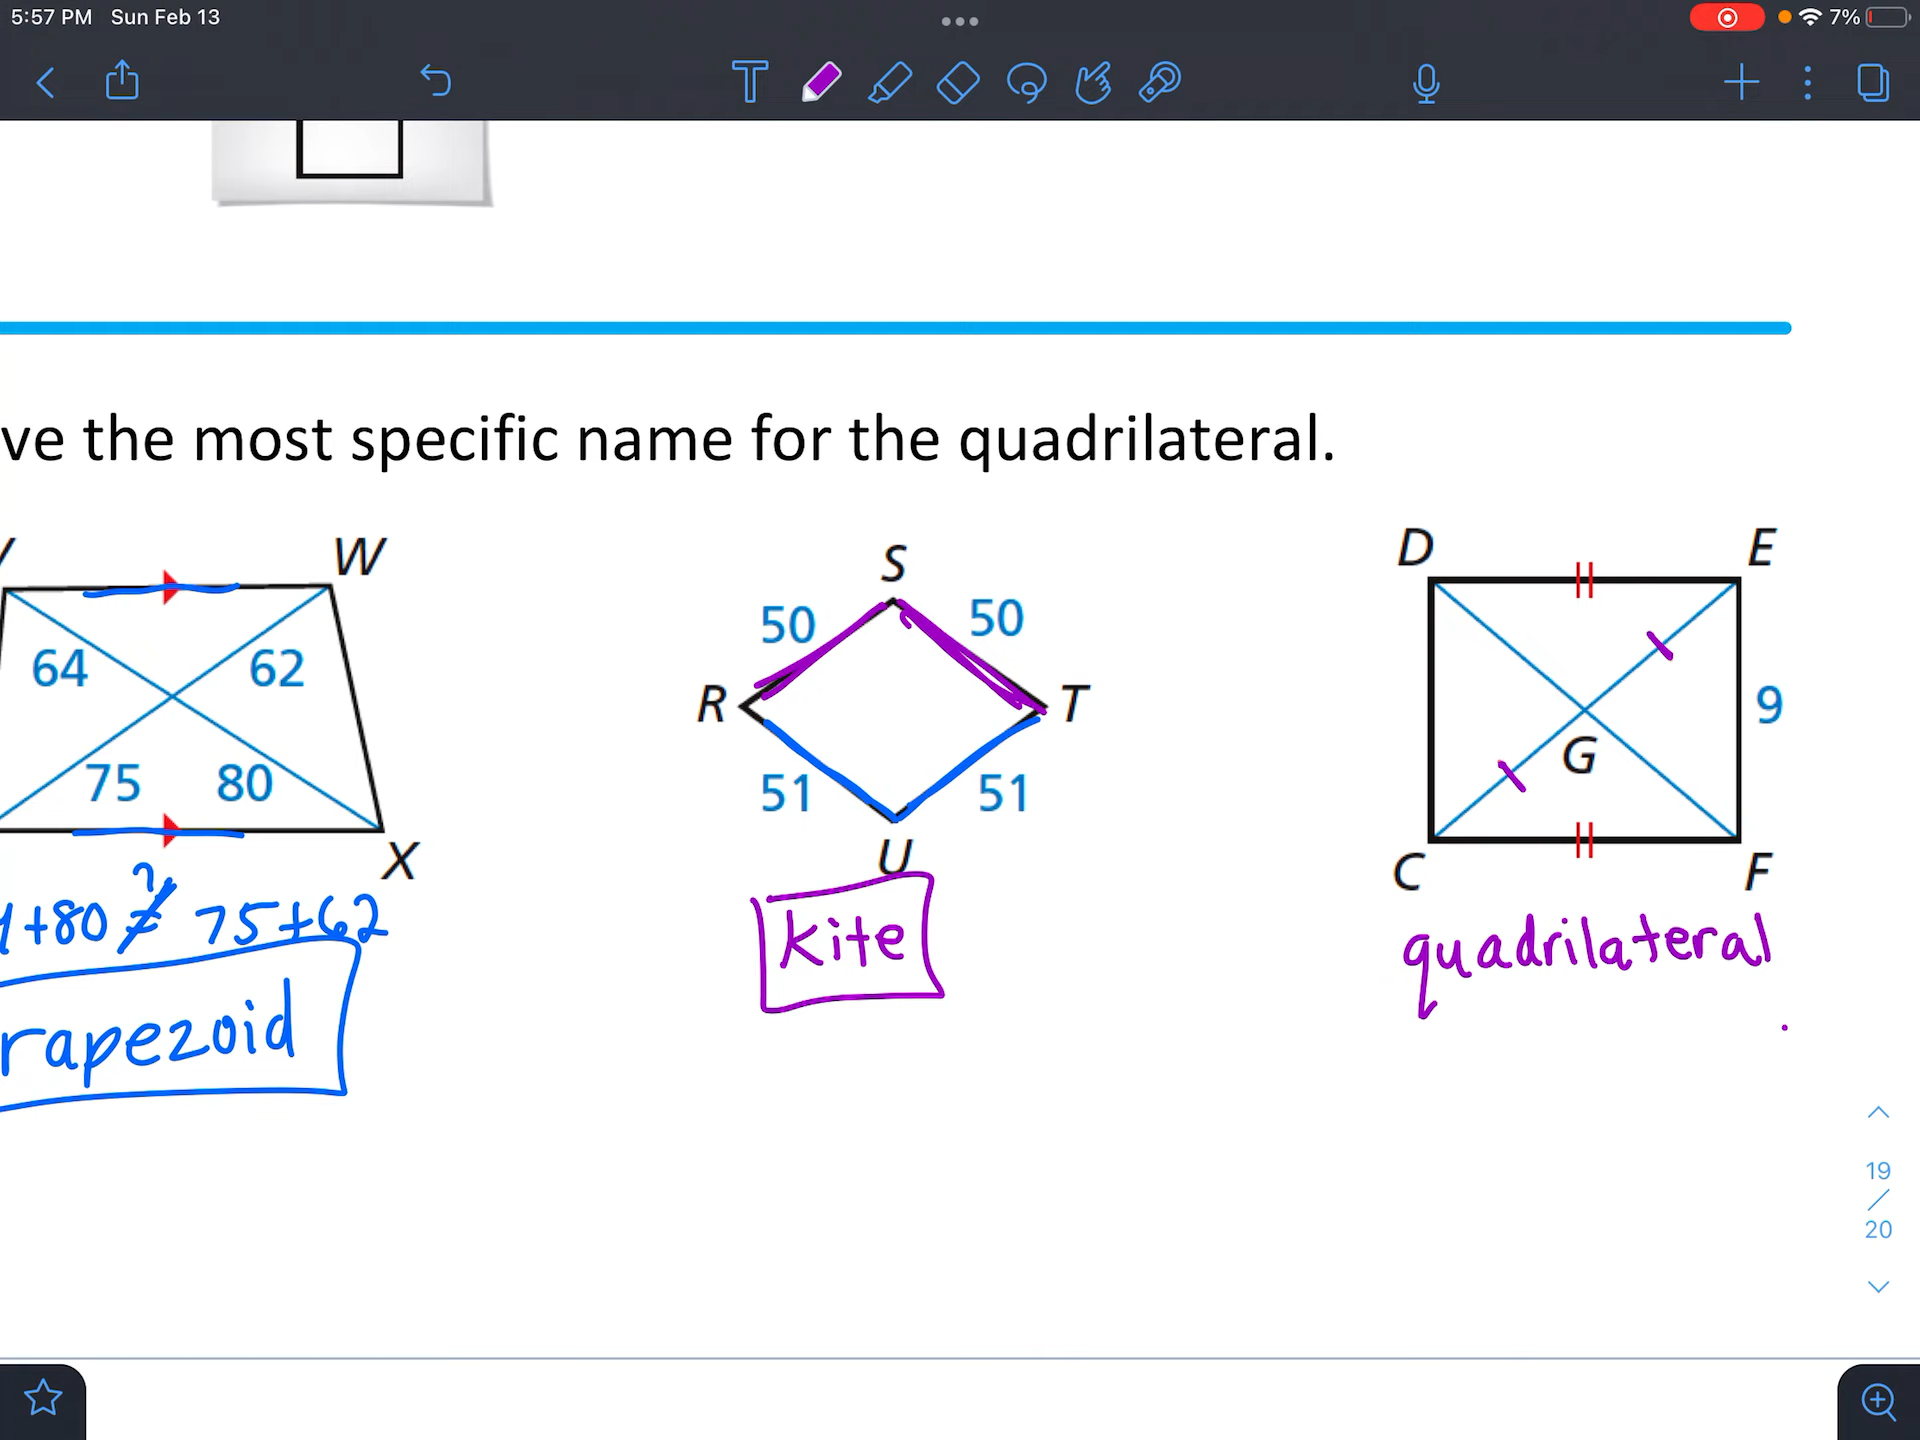 5:57 PM Sun Feb 13
7%
T
ve the most specific name for the quadrilateral.
W
64
62
75
80
X
+80 ≠ 75+62
?
rapezoid
S
50
50
R
T
51
51
U
kite
D
E
9
G
C
F
quadrilateral
19
/
20